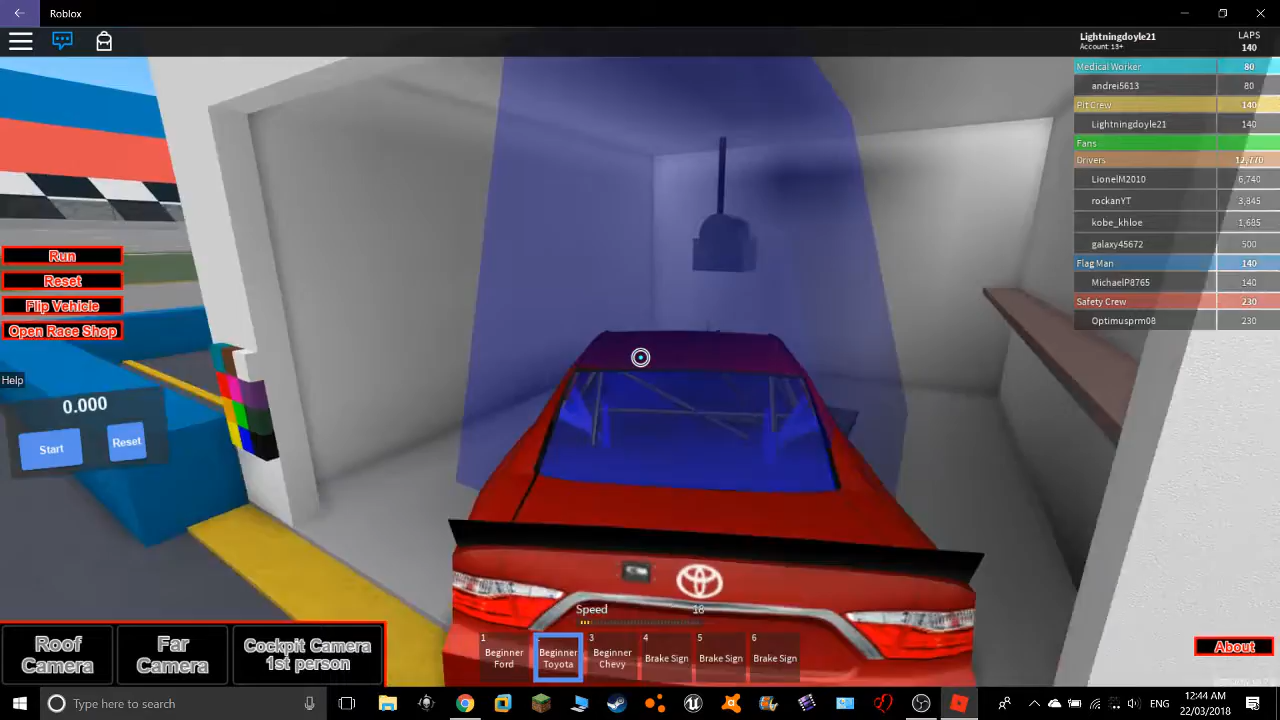 Roblox
Lightningdoyle21
Account: 13+
LAPS
140
Medical Worker 80
andrei5613 80
Pit Crew 140
Lightningdoyle21 140
Fans
Drivers 12,770
LionelM2010 6,740
rockanYT 3,845
kobe_khloe 1,685
galaxy45672 500
Flag Man 140
MichaelP8765 140
Safety Crew 230
Optimusprm08 230
Run
Reset
Flip Vehicle
Open Race Shop
Help
0.000
Start
Reset
Speed 18
Roof
Camera
Far
Camera
Cockpit Camera
1st person
1
Beginner
Ford
Beginner
Toyota
3
Beginner
Chevy
4
Brake Sign
5
Brake Sign
6
Brake Sign
About
Type here to search
ENG
12:44 AM
22/03/2018